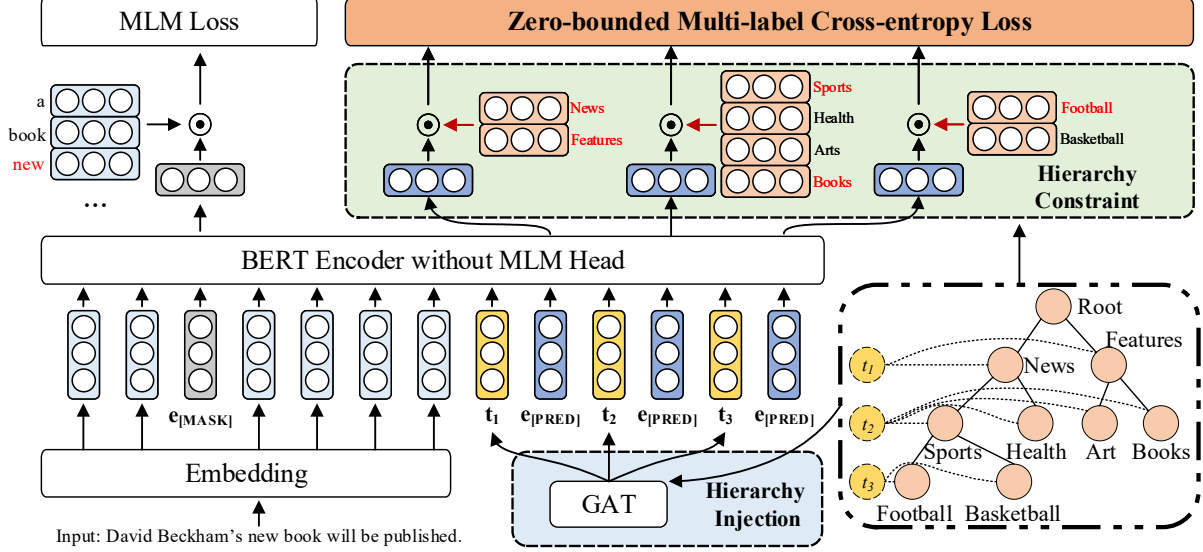 MLM Loss
Zero-bounded Multi-label Cross-entropy Loss
a
book
new
...
News
Features
Sports
Health
Arts
Books
Football
Basketball
Hierarchy
Constraint
BERT Encoder without MLM Head
e[MASK]
t1
e[PRED]
t2
e[PRED]
t3
e[PRED]
Embedding
GAT
Hierarchy
Injection
Input: David Beckham's new book will be published.
Root
Features
News
t1
t2
Sports
Health
Art
Books
t3
Football
Basketball